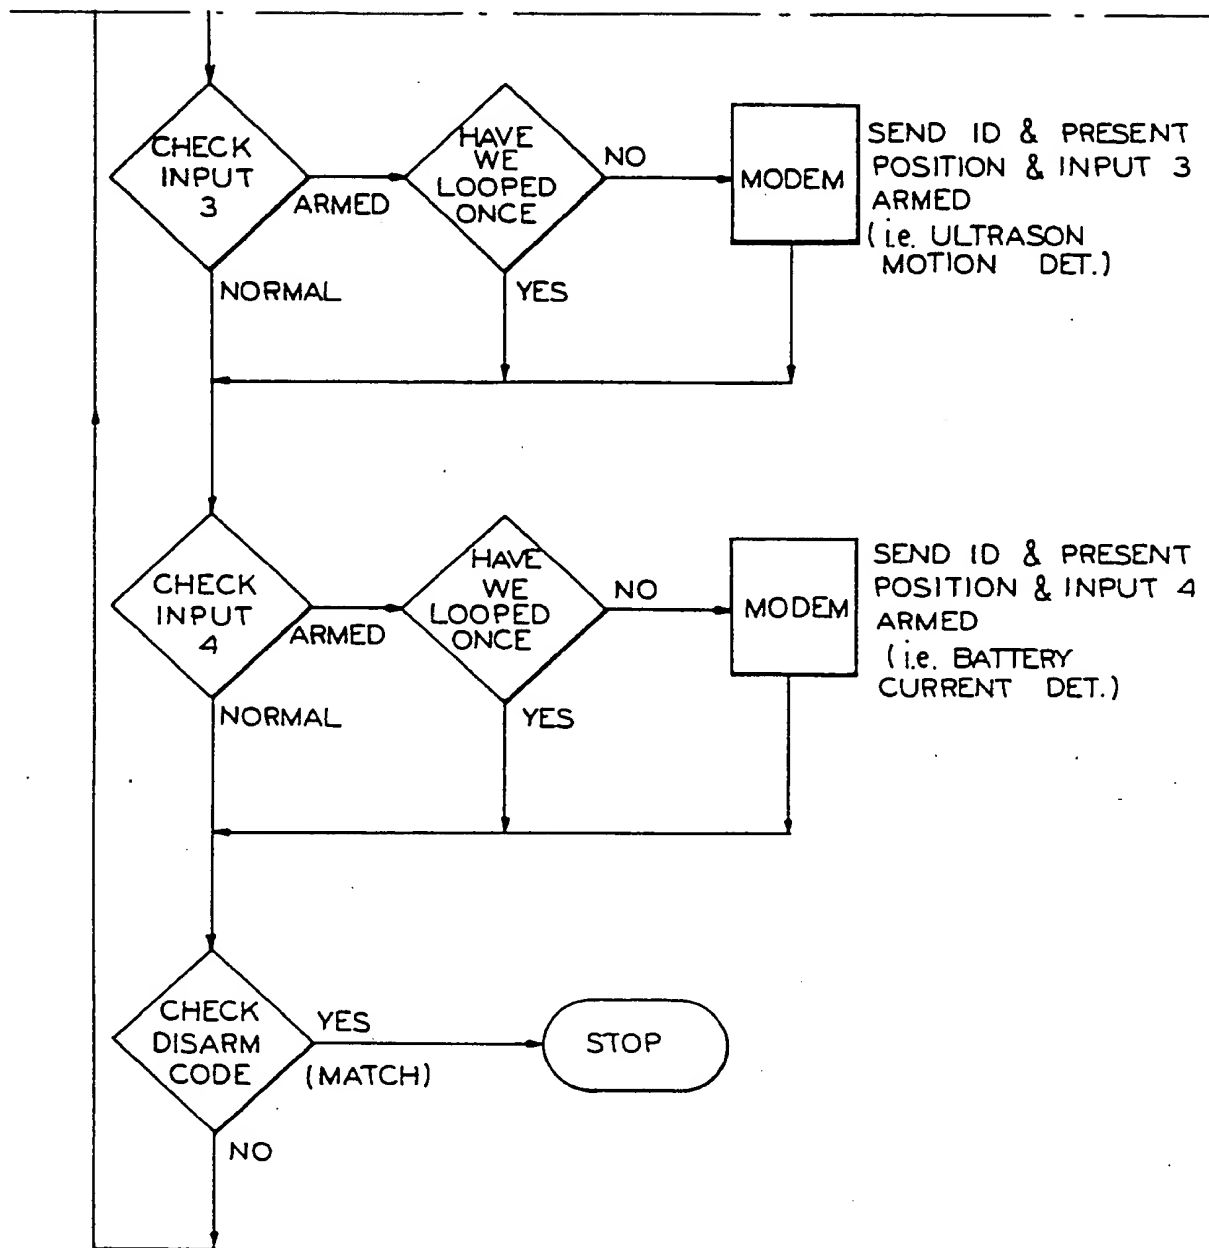 CHECK
INPUT
3
ARMED
NORMAL
HAVE
WE
LOOPED
ONCE
NO
YES
MODEM
SEND ID & PRESENT
POSITION & INPUT 3
ARMED
(i.e. ULTRASON
MOTION DET.)
CHECK
INPUT
4
ARMED
NORMAL
HAVE
WE
LOOPED
ONCE
NO
YES
MODEM
SEND ID & PRESENT
POSITION & INPUT 4
ARMED
(i.e. BATTERY
CURRENT DET.)
CHECK
DISARM
CODE
YES
(MATCH)
NO
STOP